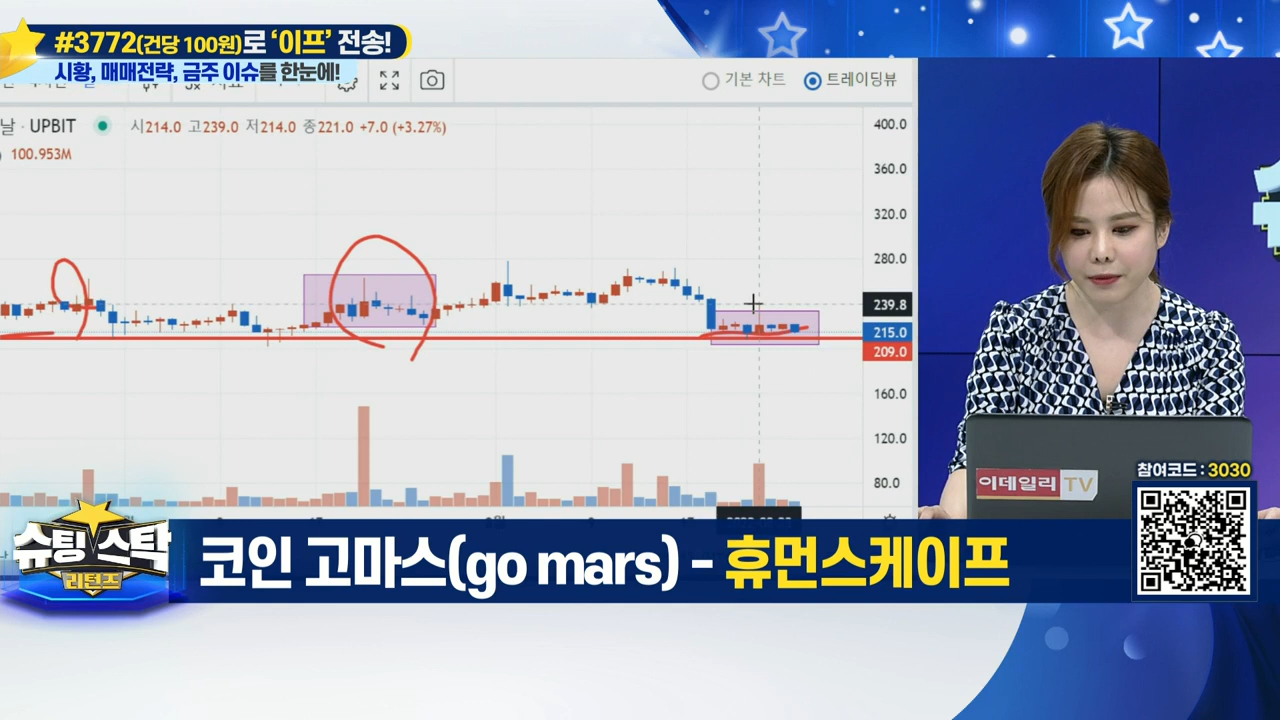 #3772(건당 100원)로 '이프' 전송!
시황, 매매전략, 금주 이슈를 한눈에!
기본 차트
트레이딩뷰
날 · UPBIT
시214.0 고239.0 저214.0 종221.0 +7.0 (+3.27%)
100.953M
400.0
360.0
320.0
280.0
239.8
215.0
209.0
160.0
120.0
80.0
이데일리 TV
참여코드 : 3030
슈팅스탁
리턴즈
코인 고마스(go mars) - 휴먼스케이프